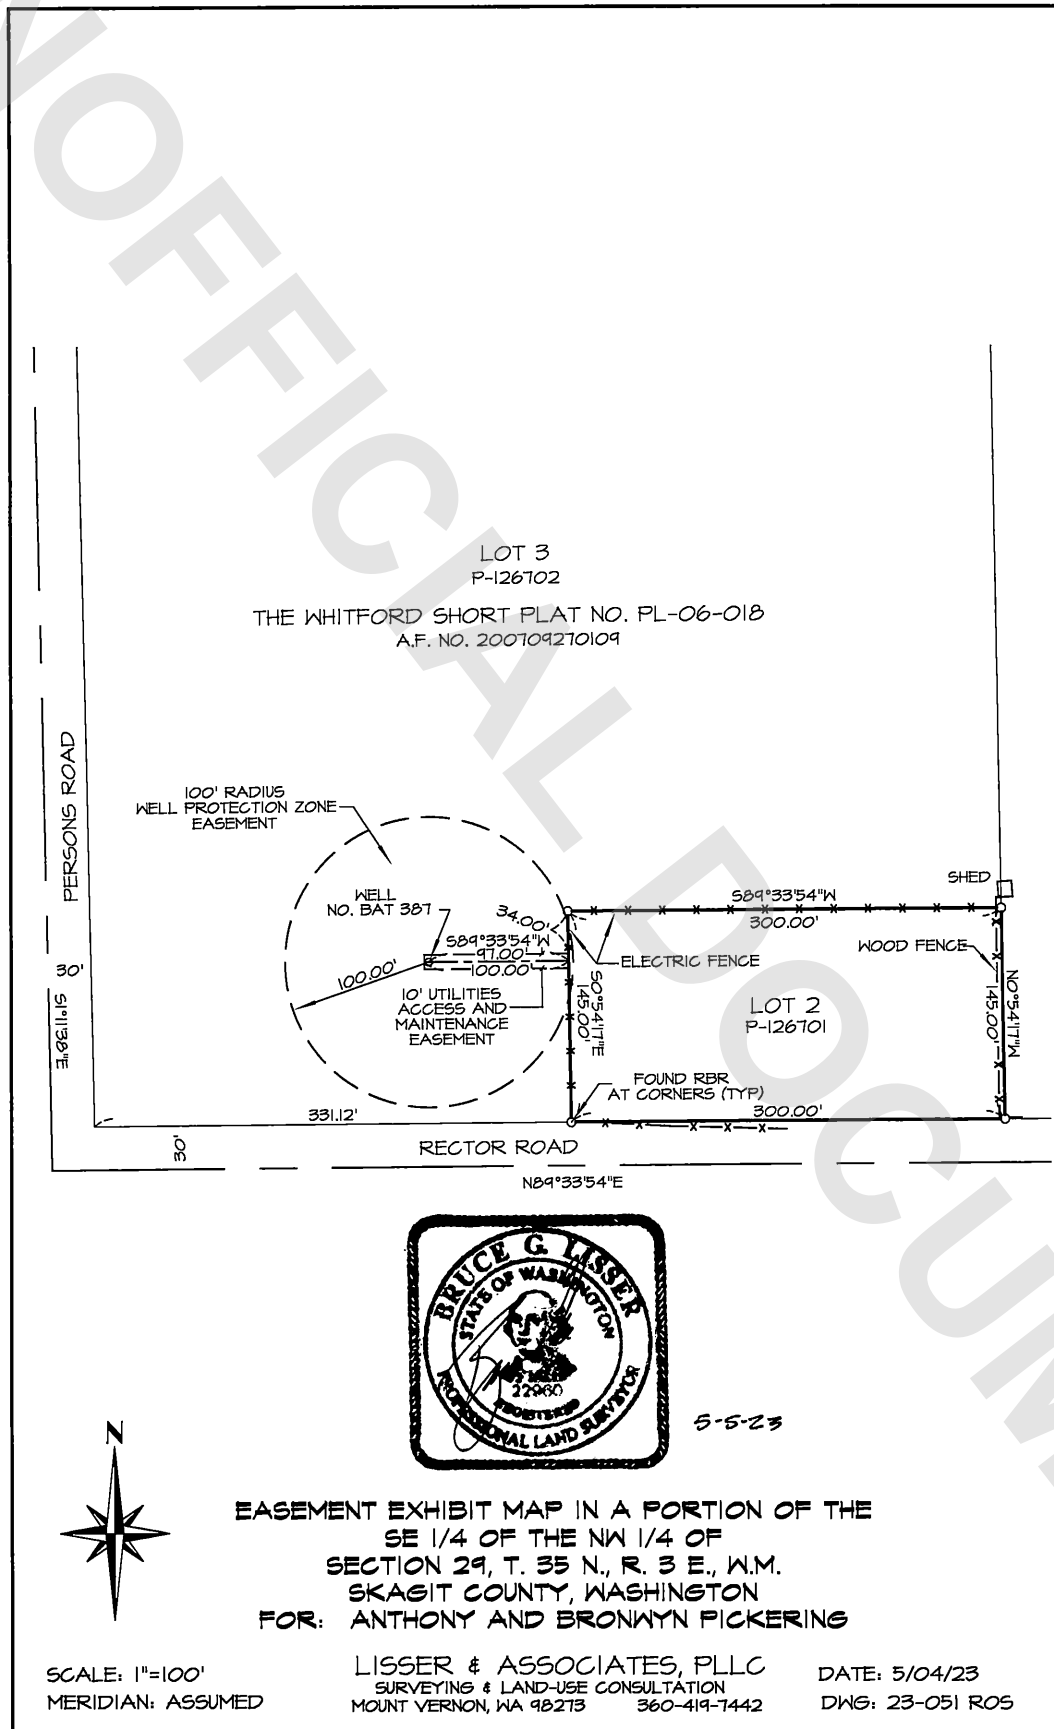 UNOFFICIAL DOCUM
LOT 3
P-126702
THE WHITFORD SHORT PLAT NO. PL-06-018
A.F. NO. 200709270109
PERSONS ROAD
100' RADIUS
WELL PROTECTION ZONE
EASEMENT
WELL
NO. BAT 387
34.00'
S89°33'54"W
97.00'
100.00'
100.00'
10' UTILITIES
ACCESS AND
MAINTENANCE
EASEMENT
SHED
S89°33'54"W
300.00'
ELECTRIC FENCE
WOOD FENCE
S0°54'17"E
145.00'
LOT 2
P-126701
N0°54'17"W
145.00'
30'
S1°11'38"E
FOUND RBR
AT CORNERS (TYP)
300.00'
331.12'
30'
RECTOR ROAD
N89°33'54"E
BRUCE G. LISSER
STATE OF WASHINGTON
22960
REGISTERED
PROFESSIONAL LAND SURVEYOR
5-5-23
N
EASEMENT EXHIBIT MAP IN A PORTION OF THE
SE 1/4 OF THE NW 1/4 OF
SECTION 29, T. 35 N., R. 3 E., W.M.
SKAGIT COUNTY, WASHINGTON
FOR: ANTHONY AND BRONWYN PICKERING
SCALE: 1"=100'
MERIDIAN: ASSUMED
LISSER & ASSOCIATES, PLLC
SURVEYING & LAND-USE CONSULTATION
MOUNT VERNON, WA 98273 360-419-7442
DATE: 5/04/23
DWG: 23-051 ROS